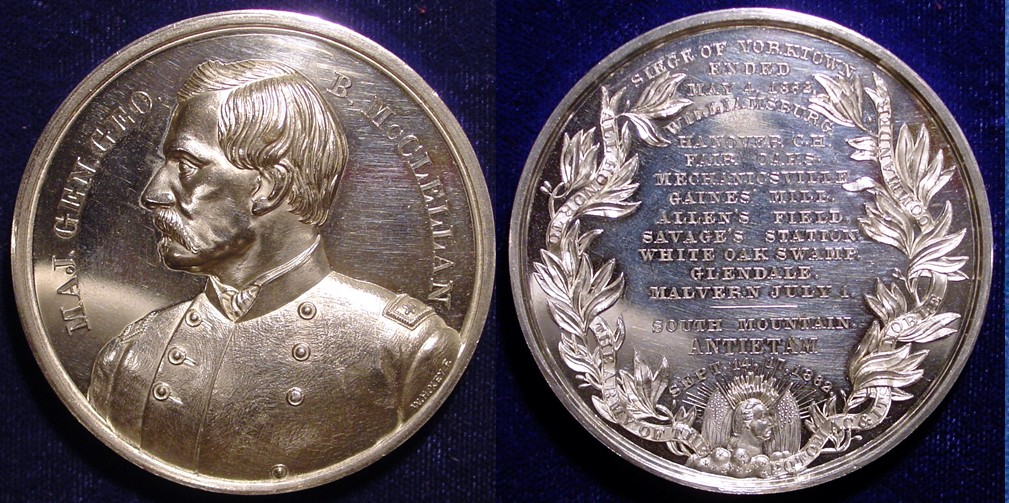 MAJ. GEN. GEO
B. McCLELLAN
SIEGE OF YORKTOWN
ENDED
MAY 4, 1862
WILLIAMSBURG
HANOVER C.H.
FAIR OAKS.
MECHANICSVILLE
GAINES MILL.
ALLEN'S FIELD.
SAVAGE'S STATION.
WHITE OAK SWAMP.
GLENDALE.
MALVERN JULY 1.
SOUTH MOUNTAIN.
ANTIETAM
SEPT. 14, 17, 1862